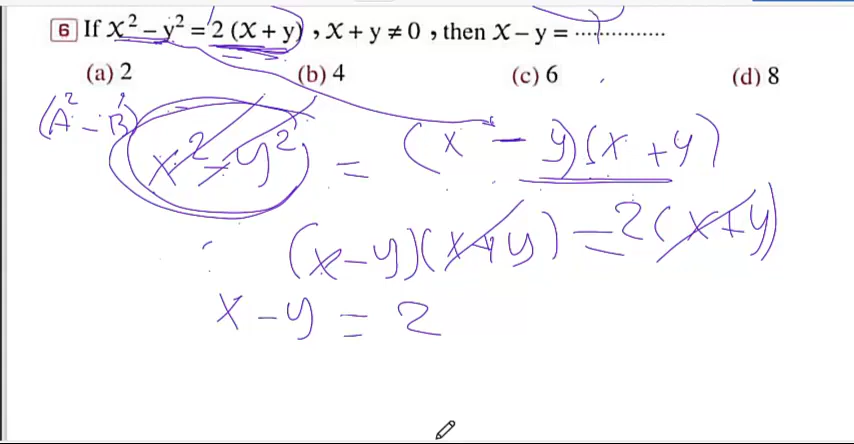 6 If x² – y² = 2 (x + y) , x + y ≠ 0 , then x – y = ················
(a) 2 (b) 4 (c) 6 (d) 8
(A² – B²) x² – y²) = (x – y)(x + y)
(x – y)(x + y) = 2(x + y)
x – y = 2